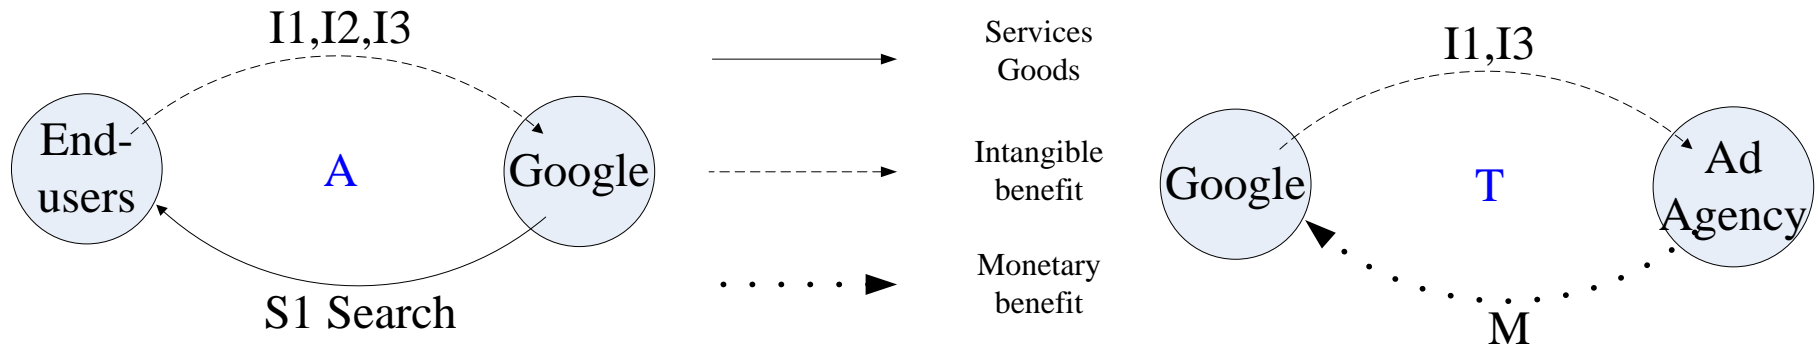 I1,I2,I3
End-
users
A
Google
S1 Search
Services
Goods
Intangible
benefit
Monetary
benefit
I1,I3
Google
T
Ad
Agency
M